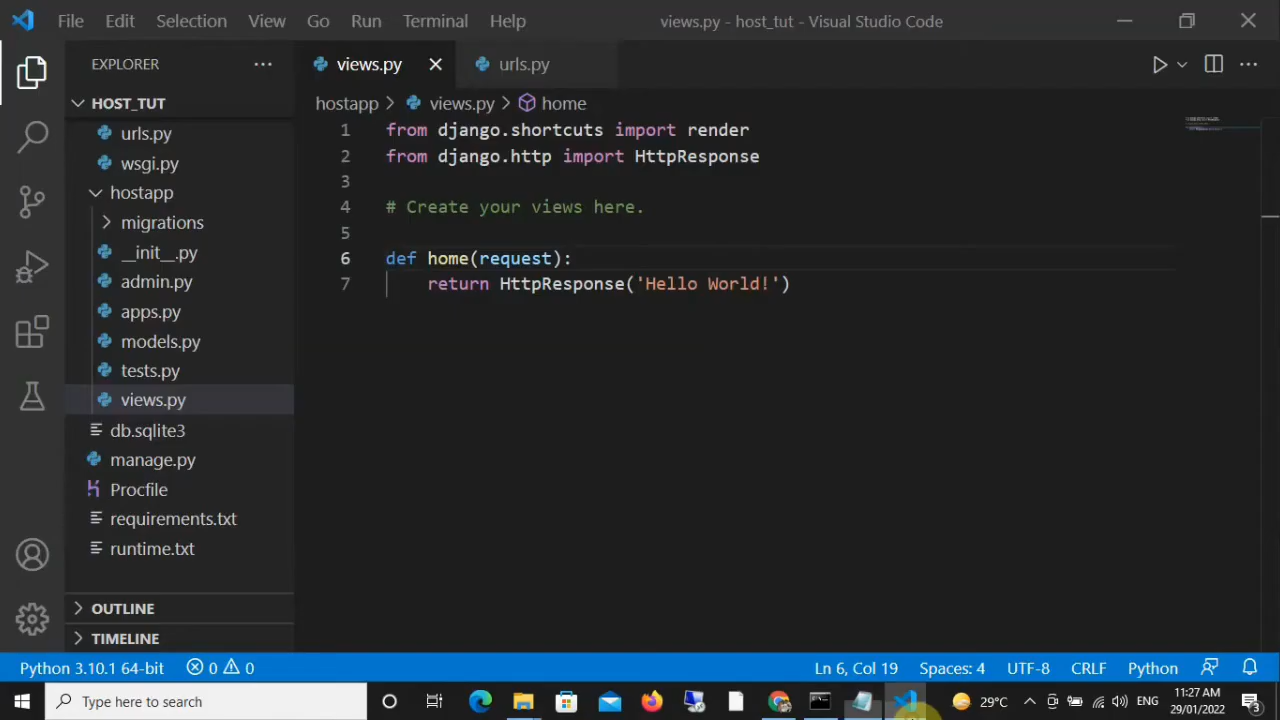 File Edit Selection View Go Run Terminal Help views.py - host_tut - Visual Studio Code
EXPLORER
HOST_TUT
urls.py
wsgi.py
hostapp
migrations
__init__.py
admin.py
apps.py
models.py
tests.py
views.py
db.sqlite3
manage.py
Procfile
requirements.txt
runtime.txt
OUTLINE
TIMELINE
views.py urls.py
hostapp views.py home
1 from django.shortcuts import render
2 from django.http import HttpResponse
3
4 # Create your views here.
5
6 def home(request):
7 return HttpResponse('Hello World!')
Python 3.10.1 64-bit 0 0 Ln 6, Col 19 Spaces: 4 UTF-8 CRLF Python
Type here to search 29°C ENG 11:27 AM
29/01/2022
3